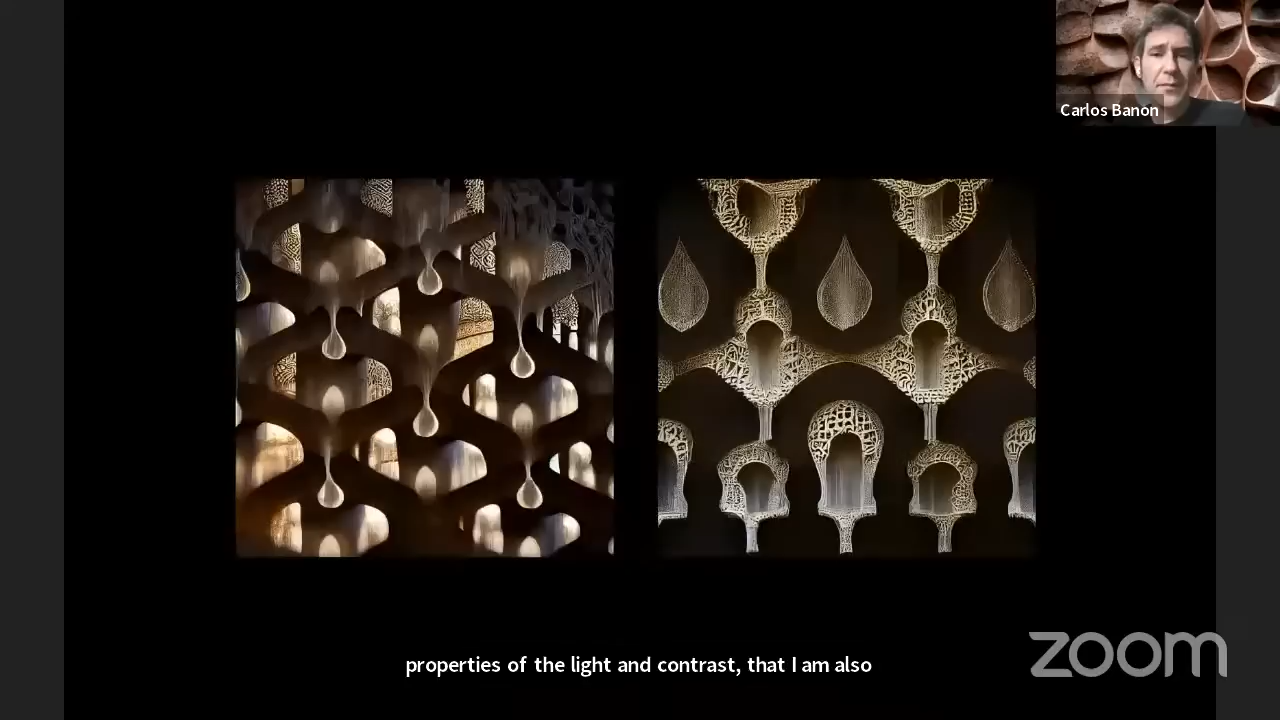 Carlos Banon
properties of the light and contrast, that I am also
zoom